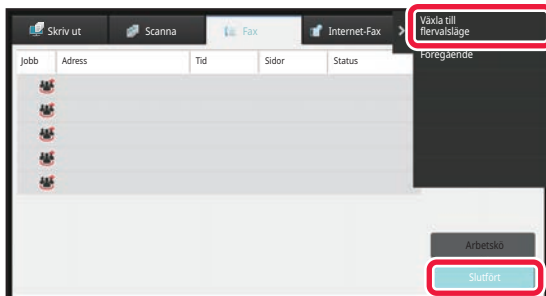 Skriv ut
Scanna
Fax
Internet-Fax
Växla till
flervalsläge
Föregående
Jobb Adress Tid Sidor Status
Arbetskö
Slutfört